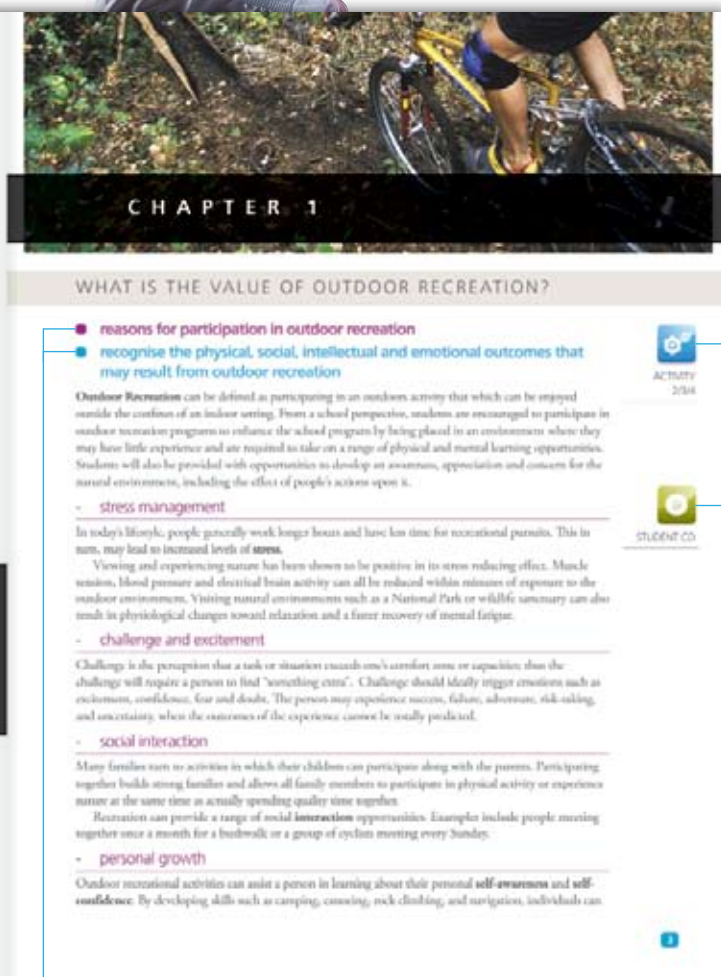 CHAPTER 1
WHAT IS THE VALUE OF OUTDOOR RECREATION?
reasons for participation in outdoor recreation
recognise the physical, social, intellectual and emotional outcomes that
may result from outdoor recreation
ACTIVITY
2/3/4
Outdoor Recreation can be defined as participating in an outdoors activity that which can be enjoyed
outside the confines of an indoor setting. From a school perspective, students are encouraged to participate in
outdoor recreation programs to enhance the school program by being placed in an environment where they
may have little experience and are required to take on a range of physical and mental learning opportunities.
Students will also be provided with opportunities to develop an awareness, appreciation and concern for the
natural environment, including the effect of people's actions upon it.
STUDENT CD
- stress management
In today's lifestyle, people generally work longer hours and have less time for recreational pursuits. This in
turn, may lead to increased levels of stress.
Viewing and experiencing nature has been shown to be positive in its stress reducing effect. Muscle
tension, blood pressure and electrical brain activity can all be reduced within minutes of exposure to the
outdoor environment. Visiting natural environments such as a National Park or wildlife sanctuary can also
result in physiological changes toward relaxation and a faster recovery of mental fatigue.
- challenge and excitement
Challenge is the perception that a task or situation exceeds one's comfort zone or capacities; thus the
challenge will require a person to find "something extra". Challenge should ideally trigger emotions such as
excitement, confidence, fear and doubt. The person may experience success, failure, adventure, risk-taking,
and uncertainty, when the outcomes of the experience cannot be totally predicted.
- social interaction
Many families turn to activities in which their children can participate along with the parents. Participating
together builds strong families and allows all family members to participate in physical activity or experience
nature at the same time as actually spending quality time together.
Recreation can provide a range of social interaction opportunities. Examples include people meeting
together once a month for a bushwalk or a group of cyclists meeting every Sunday.
- personal growth
Outdoor recreational activities can assist a person in learning about their personal self-awareness and self-
confidence. By developing skills such as camping, canoeing, rock climbing, and navigation, individuals can